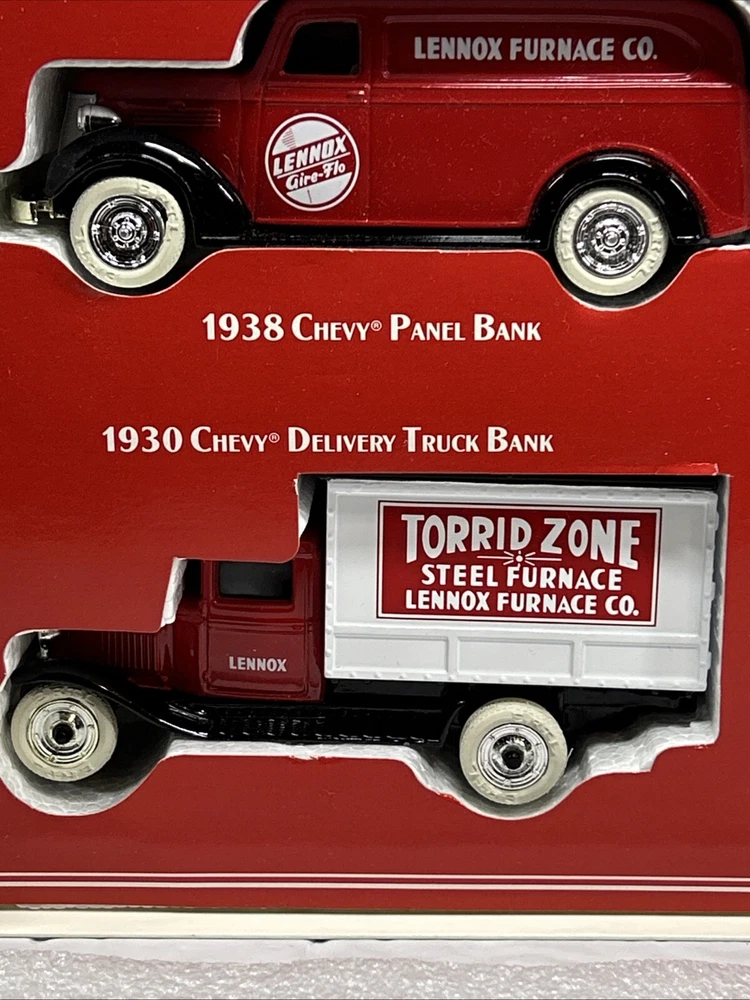 LENNOX FURNACE CO.
LENNOX
Aire-Flo
1938 CHEVY® PANEL BANK
1930 CHEVY® DELIVERY TRUCK BANK
TORRID ZONE
STEEL FURNACE
LENNOX FURNACE CO.
LENNOX